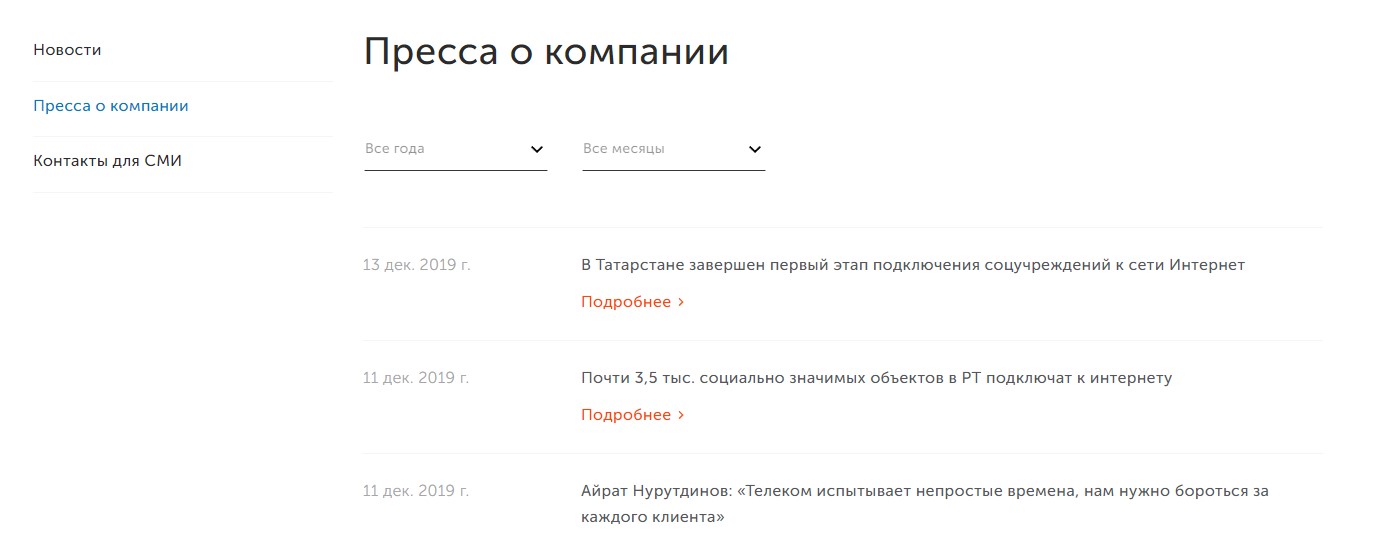 Новости
Пресса о компании
Контакты для СМИ
Пресса о компании
Все года
Все месяцы
13 дек. 2019 г.
В Татарстане завершен первый этап подключения соцучреждений к сети Интернет
Подробнее
11 дек. 2019 г.
Почти 3,5 тыс. социально значимых объектов в РТ подключат к интернету
Подробнее
11 дек. 2019 г.
Айрат Нурутдинов: «Телеком испытывает непростые времена, нам нужно бороться за
каждого клиента»